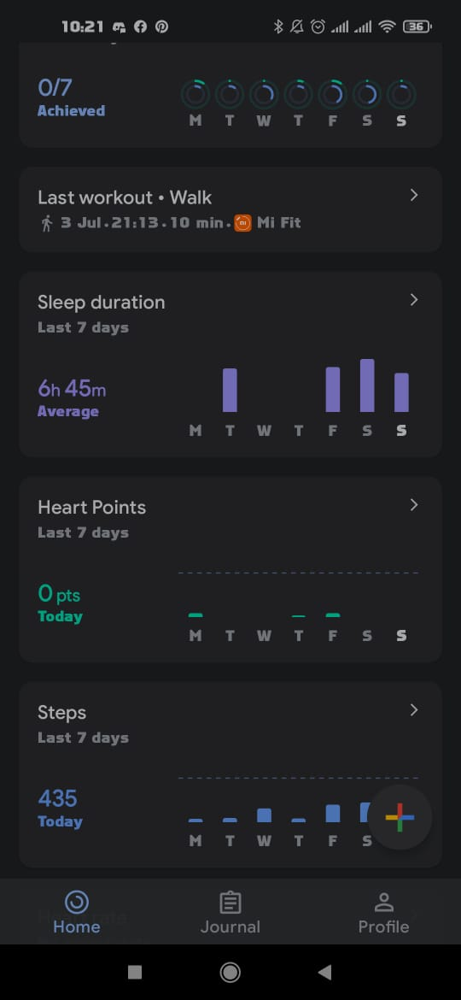 10:21 36
0/7
Achieved
M T W T F S S
Last workout • Walk
3 Jul.21:13.10 min. Mi Fit
Sleep duration
Last 7 days
6h 45m
Average
M T W T F S S
Heart Points
Last 7 days
0 pts
Today
M T W T F S S
Steps
Last 7 days
435
Today
M T W T F S
Heart rate
Home Journal Profile